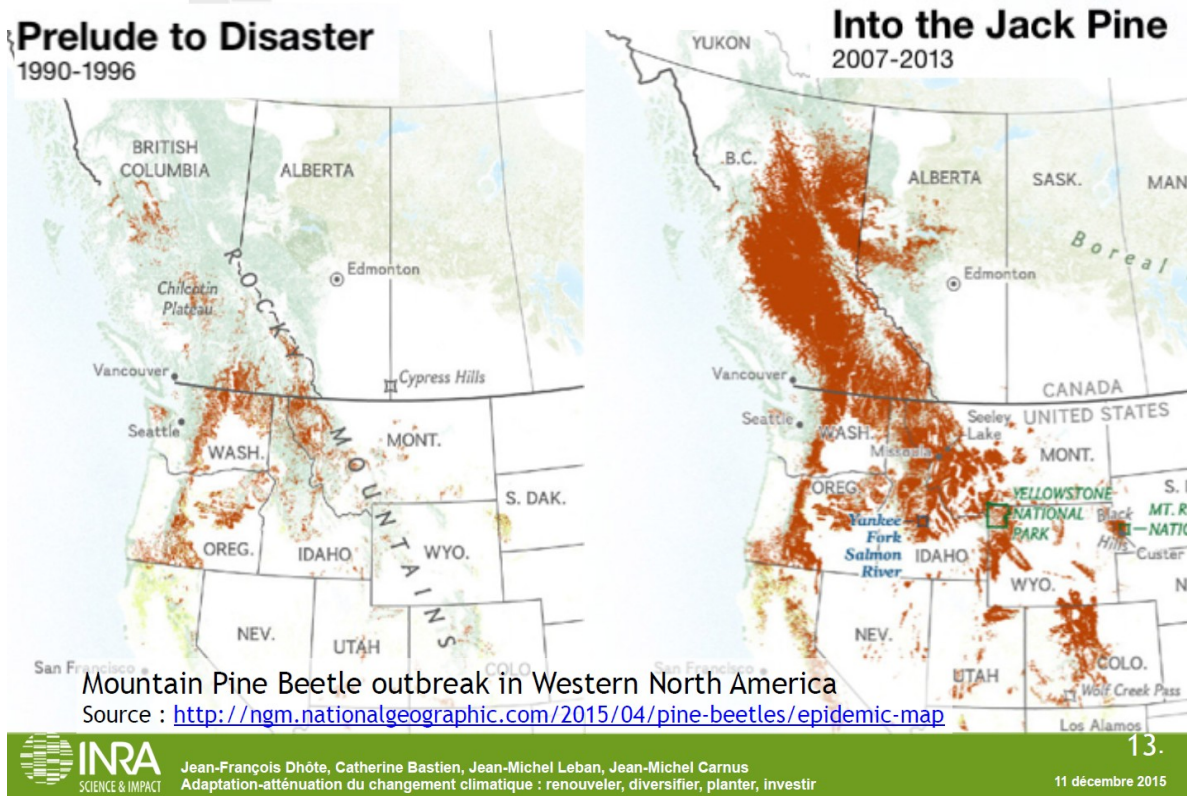 Prelude to Disaster
1990-1996
BRITISH
COLUMBIA
ALBERTA
ROCKY
MOUNTAINS
Edmonton
Chilcotin
Plateau
Vancouver
Cypress Hills
Seattle
WASH.
MONT.
S. DAK.
OREG.
IDAHO
WYO.
NEV.
UTAH
COLO.
San Francisco
Into the Jack Pine
2007-2013
YUKON
B.C.
ALBERTA
SASK.
MAN
Boreal
Edmonton
Vancouver
CANADA
UNITED STATES
Seattle
Seeley
Lake
WASH.
Missoula
MONT.
OREG.
YELLOWSTONE
NATIONAL
PARK
S.
Black
Hills
MT. R
NATIO
Custer
Yankee
Fork
Salmon
River
IDAHO
WYO.
N
NEV.
UTAH
COLO.
San Francisco
Wolf Creek Pass
Los Alamos
Mountain Pine Beetle outbreak in Western North America
Source : http://ngm.nationalgeographic.com/2015/04/pine-beetles/epidemic-map
13.
INRA
SCIENCE & IMPACT
Jean-François Dhôte, Catherine Bastien, Jean-Michel Leban, Jean-Michel Carnus
Adaptation-atténuation du changement climatique : renouveler, diversifier, planter, investir
11 décembre 2015